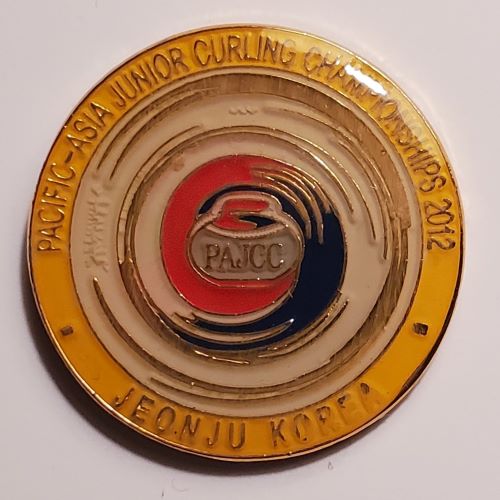 PACIFIC-ASIA JUNIOR CURLING CHAMPIONSHIPS 2012
PAJCC
JEONJU KOREA